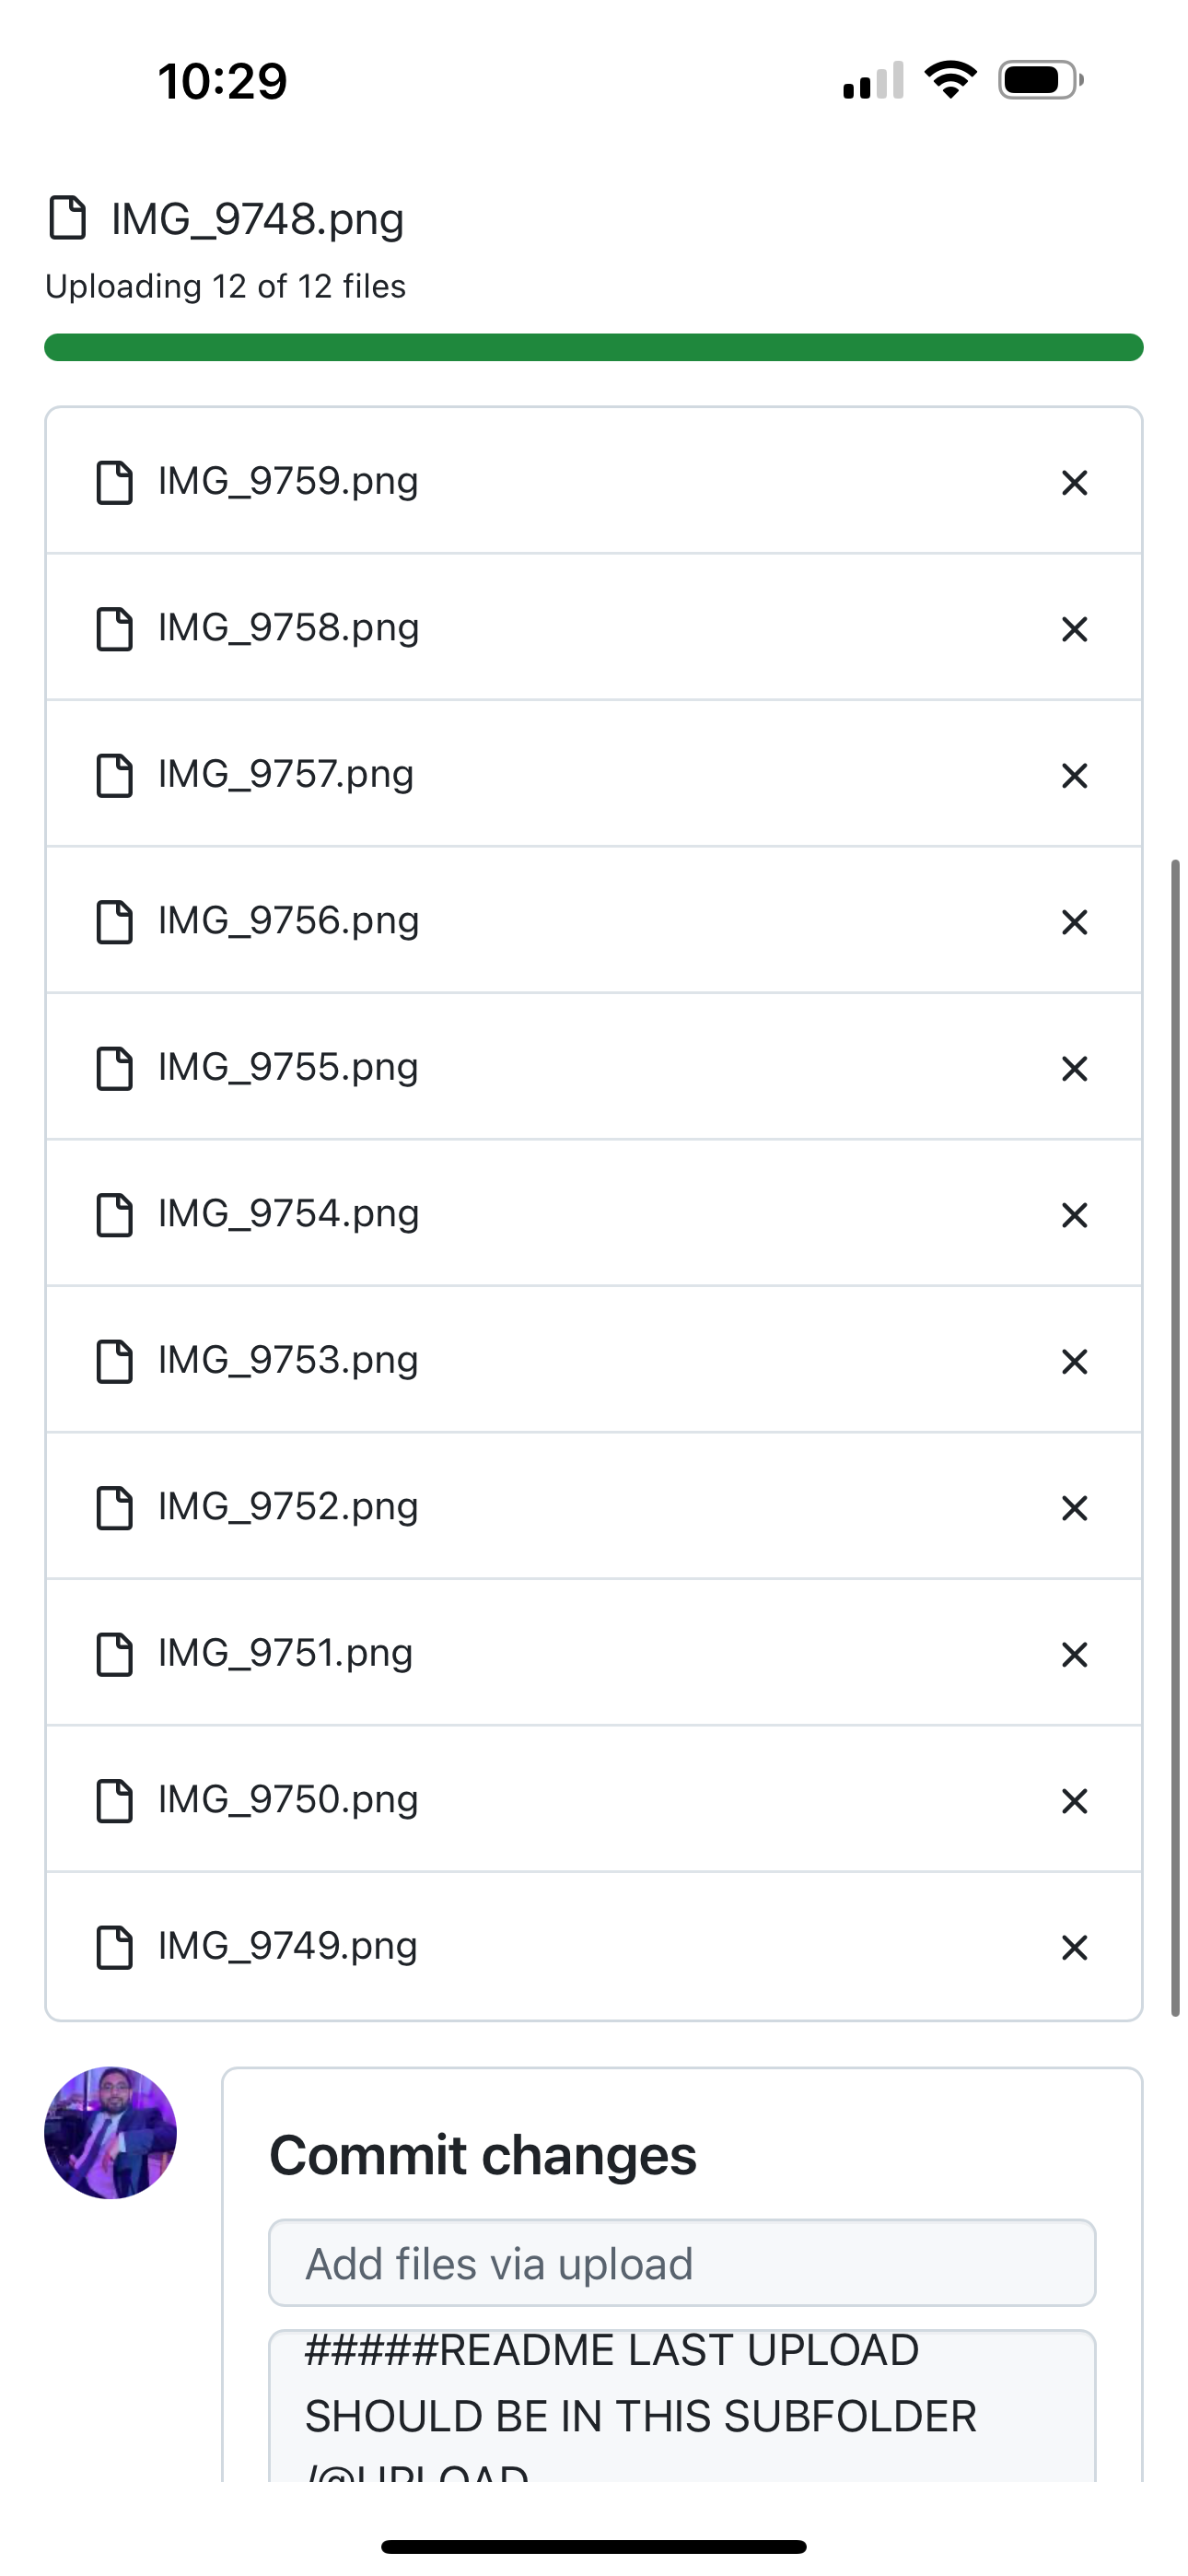 10:29
IMG_9748.png
Uploading 12 of 12 files
IMG_9759.png
IMG_9758.png
IMG_9757.png
IMG_9756.png
IMG_9755.png
IMG_9754.png
IMG_9753.png
IMG_9752.png
IMG_9751.png
IMG_9750.png
IMG_9749.png
Commit changes
Add files via upload
#####README LAST UPLOAD
SHOULD BE IN THIS SUBFOLDER
/@UPLOAD